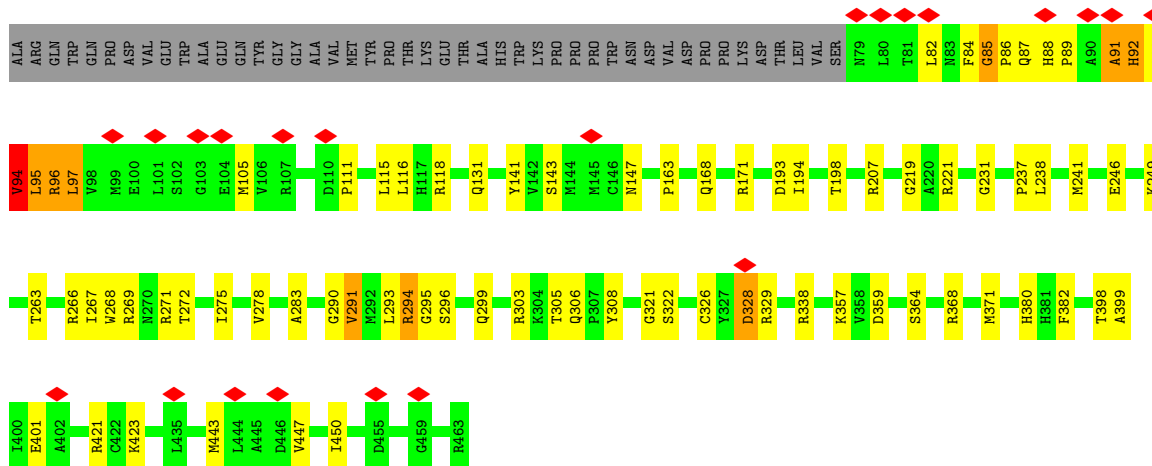 ALA ARG GLN TRP GLN PRO ASP VAL GLU TRP ALA GLU GLN TYR GLY GLY ALA VAL MET TYR PRO THR LYS GLU THR ALA HIS TRP LYS PRO PRO PRO TRP ASN ASP VAL ASP PRO PRO LYS ASP THR LEU VAL SER N79 L80 T81 L82 N83 F84 G85 P86 Q87 H88 P89 A90 A91 H92
V94 L95 R96 L97 V98 M99 E100 L101 S102 G103 E104 M105 V106 R107 D110 P111 L115 L116 H117 R118 Q131 Y141 V142 S143 M144 M145 C146 N147 P163 Q168 R171 D193 I194 T198 R207 G219 A220 R221 G231 P237 L238 M241 E246 K249
T263 R266 I267 W268 R269 N270 R271 T272 I275 V278 A283 G290 V291 M292 L293 R294 G295 S296 Q299 R303 K304 T305 Q306 P307 Y308 G321 S322 C326 Y327 D328 R329 R338 K357 V358 D359 S364 R368 M371 H380 H381 F382 T398 A399
I400 E401 A402 R421 C422 K423 L435 M443 L444 A445 D446 V447 I450 D455 G459 R463